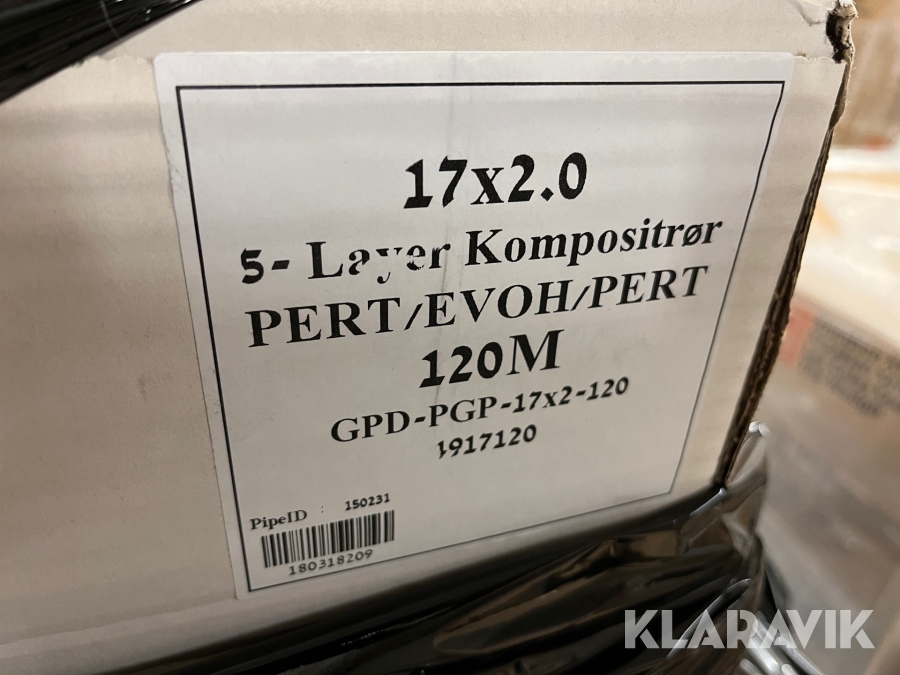 17x2.0
5- Layer Kompositrør
PERT/EVOH/PERT
120M
GPD-PGP-17x2-120
1917120
PipeID : 150231
180318209
KLARAVIK